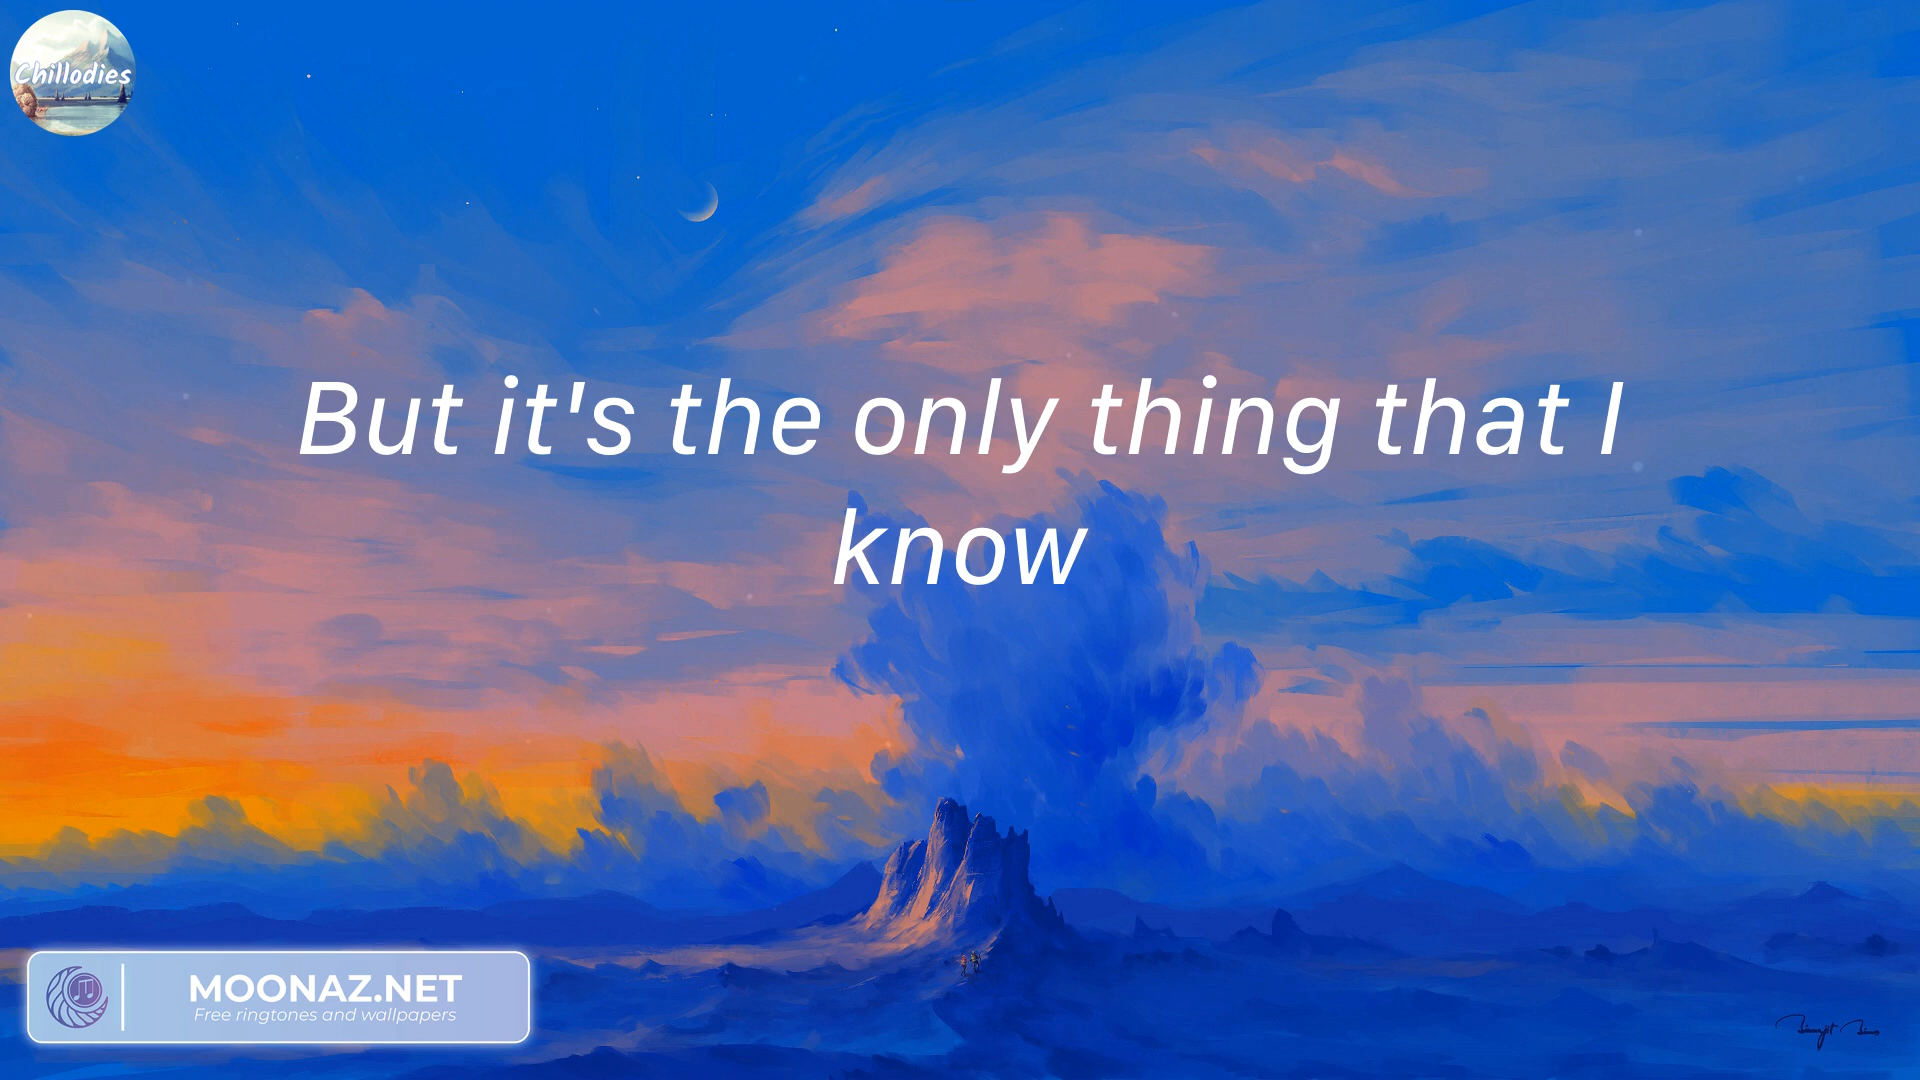 Chillodies
But it's the only thing that I
know
MOONAZ.NET
Free ringtones and wallpapers